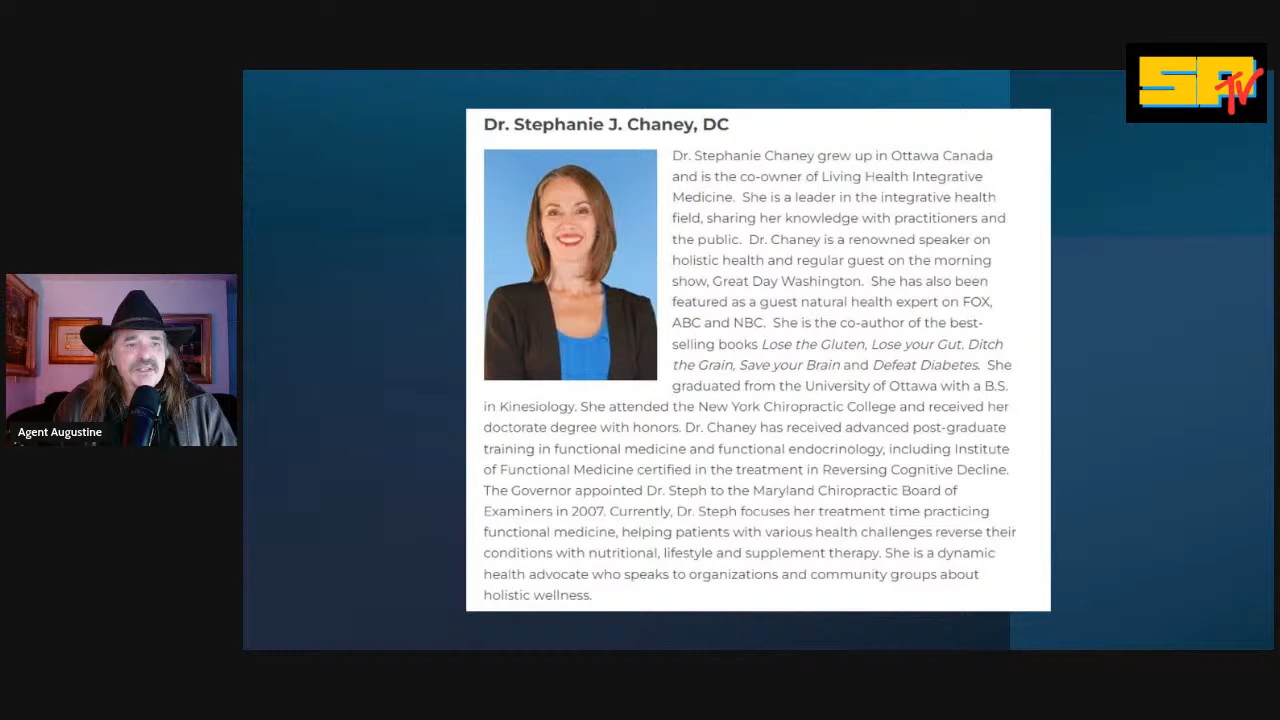 SP
TV
Dr. Stephanie J. Chaney, DC
Dr. Stephanie Chaney grew up in Ottawa Canada
and is the co-owner of Living Health Integrative
Medicine. She is a leader in the integrative health
field, sharing her knowledge with practitioners and
the public. Dr. Chaney is a renowned speaker on
holistic health and regular guest on the morning
show, Great Day Washington. She has also been
featured as a guest natural health expert on FOX,
ABC and NBC. She is the co-author of the best-
selling books Lose the Gluten, Lose your Gut. Ditch
the Grain, Save your Brain and Defeat Diabetes. She
graduated from the University of Ottawa with a B.S.
in Kinesiology. She attended the New York Chiropractic College and received her
doctorate degree with honors. Dr. Chaney has received advanced post-graduate
training in functional medicine and functional endocrinology, including Institute
of Functional Medicine certified in the treatment in Reversing Cognitive Decline.
The Governor appointed Dr. Steph to the Maryland Chiropractic Board of
Examiners in 2007. Currently, Dr. Steph focuses her treatment time practicing
functional medicine, helping patients with various health challenges reverse their
conditions with nutritional, lifestyle and supplement therapy. She is a dynamic
health advocate who speaks to organizations and community groups about
holistic wellness.
Agent Augustine